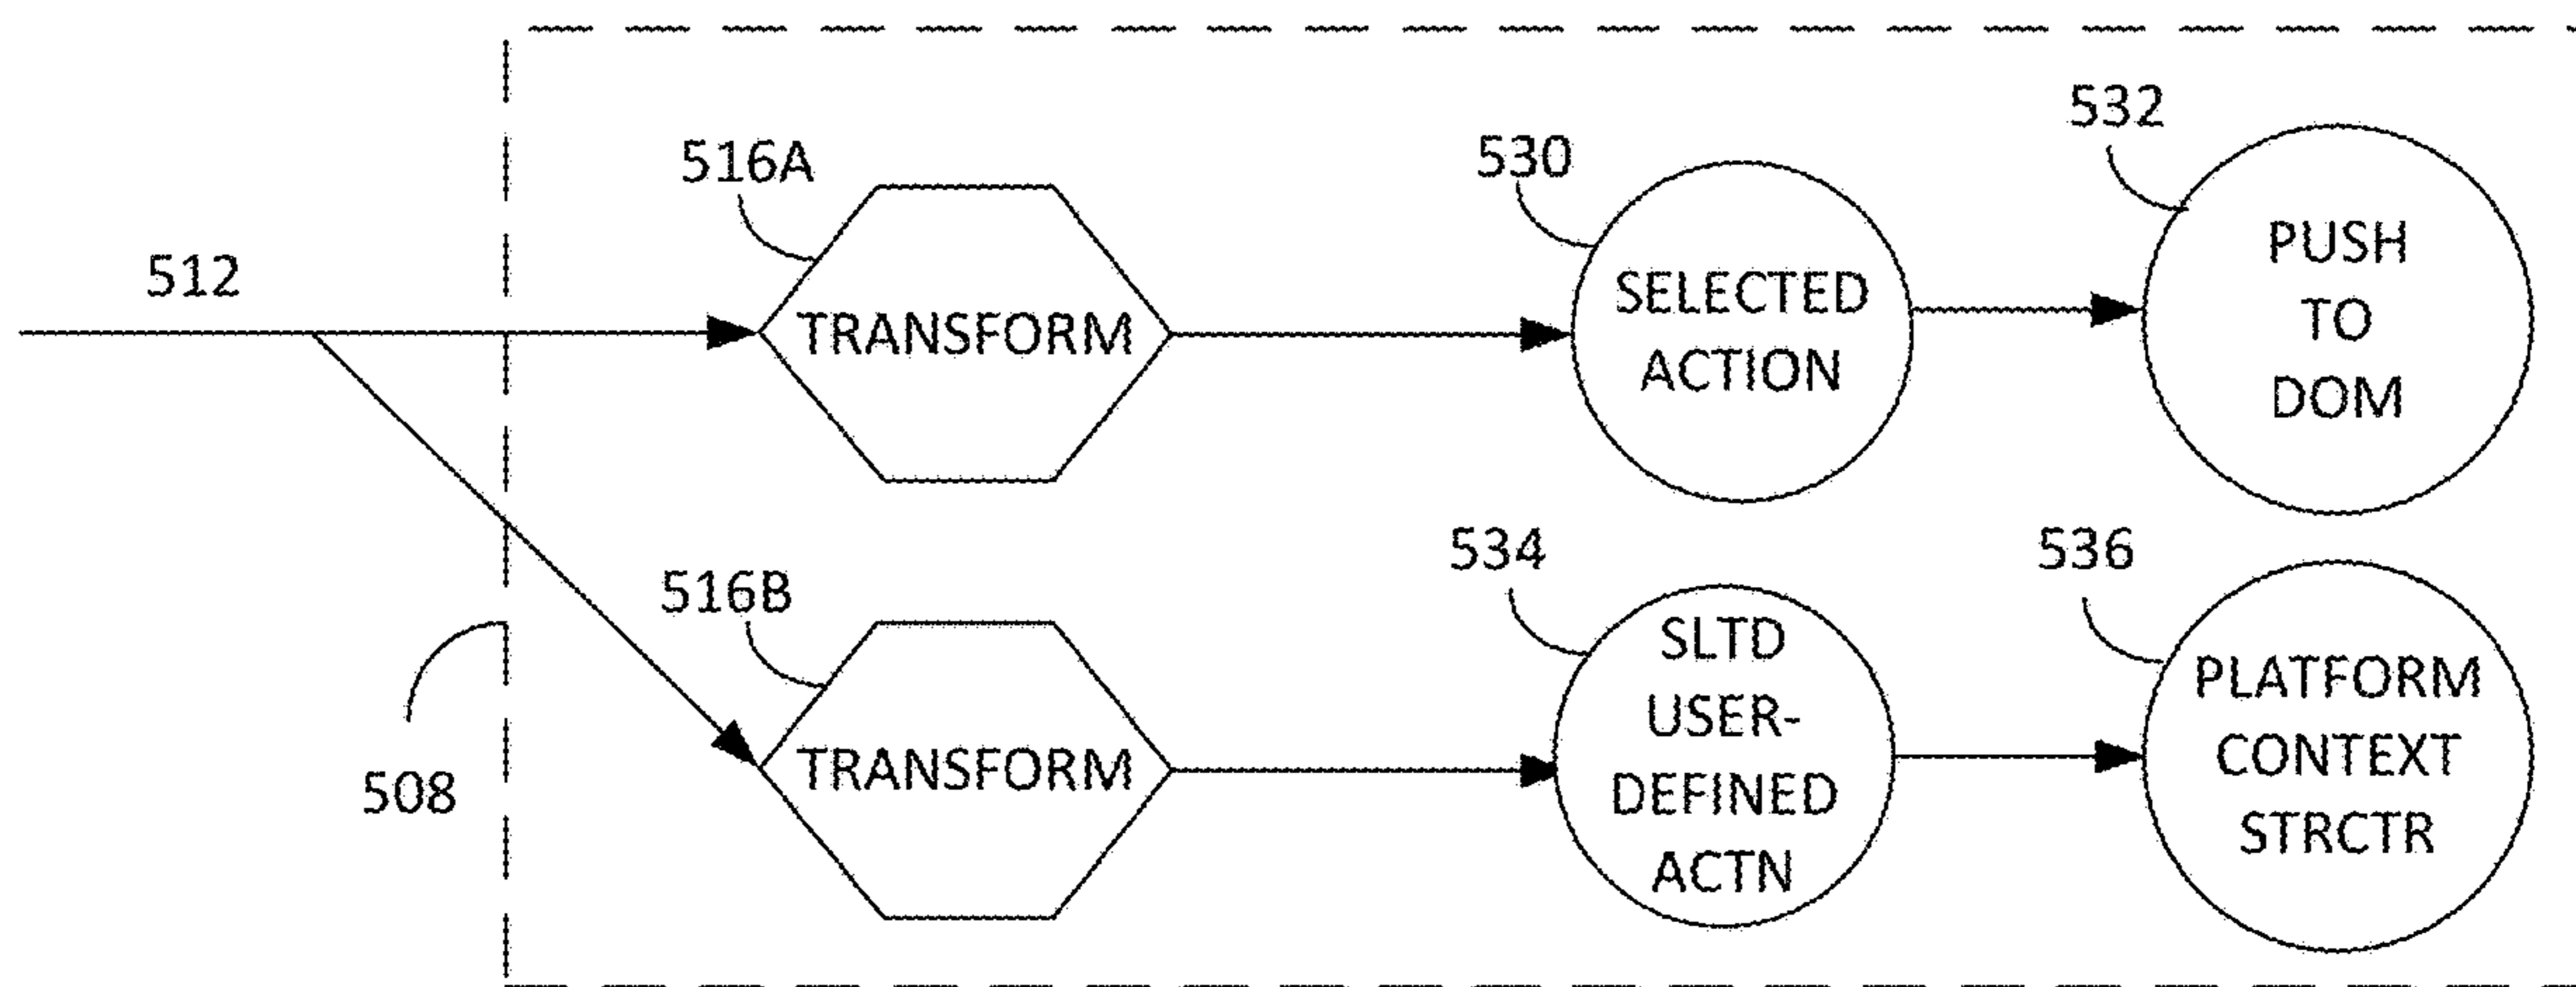 532
516A
530
512
PUSH
TO
DOM
SELECTED
ACTION
TRANSFORM
534
536
516B
SLTD
USER-
DEFINED
ACTN
PLATFORM
CONTEXT
STRCTR
TRANSFORM
508